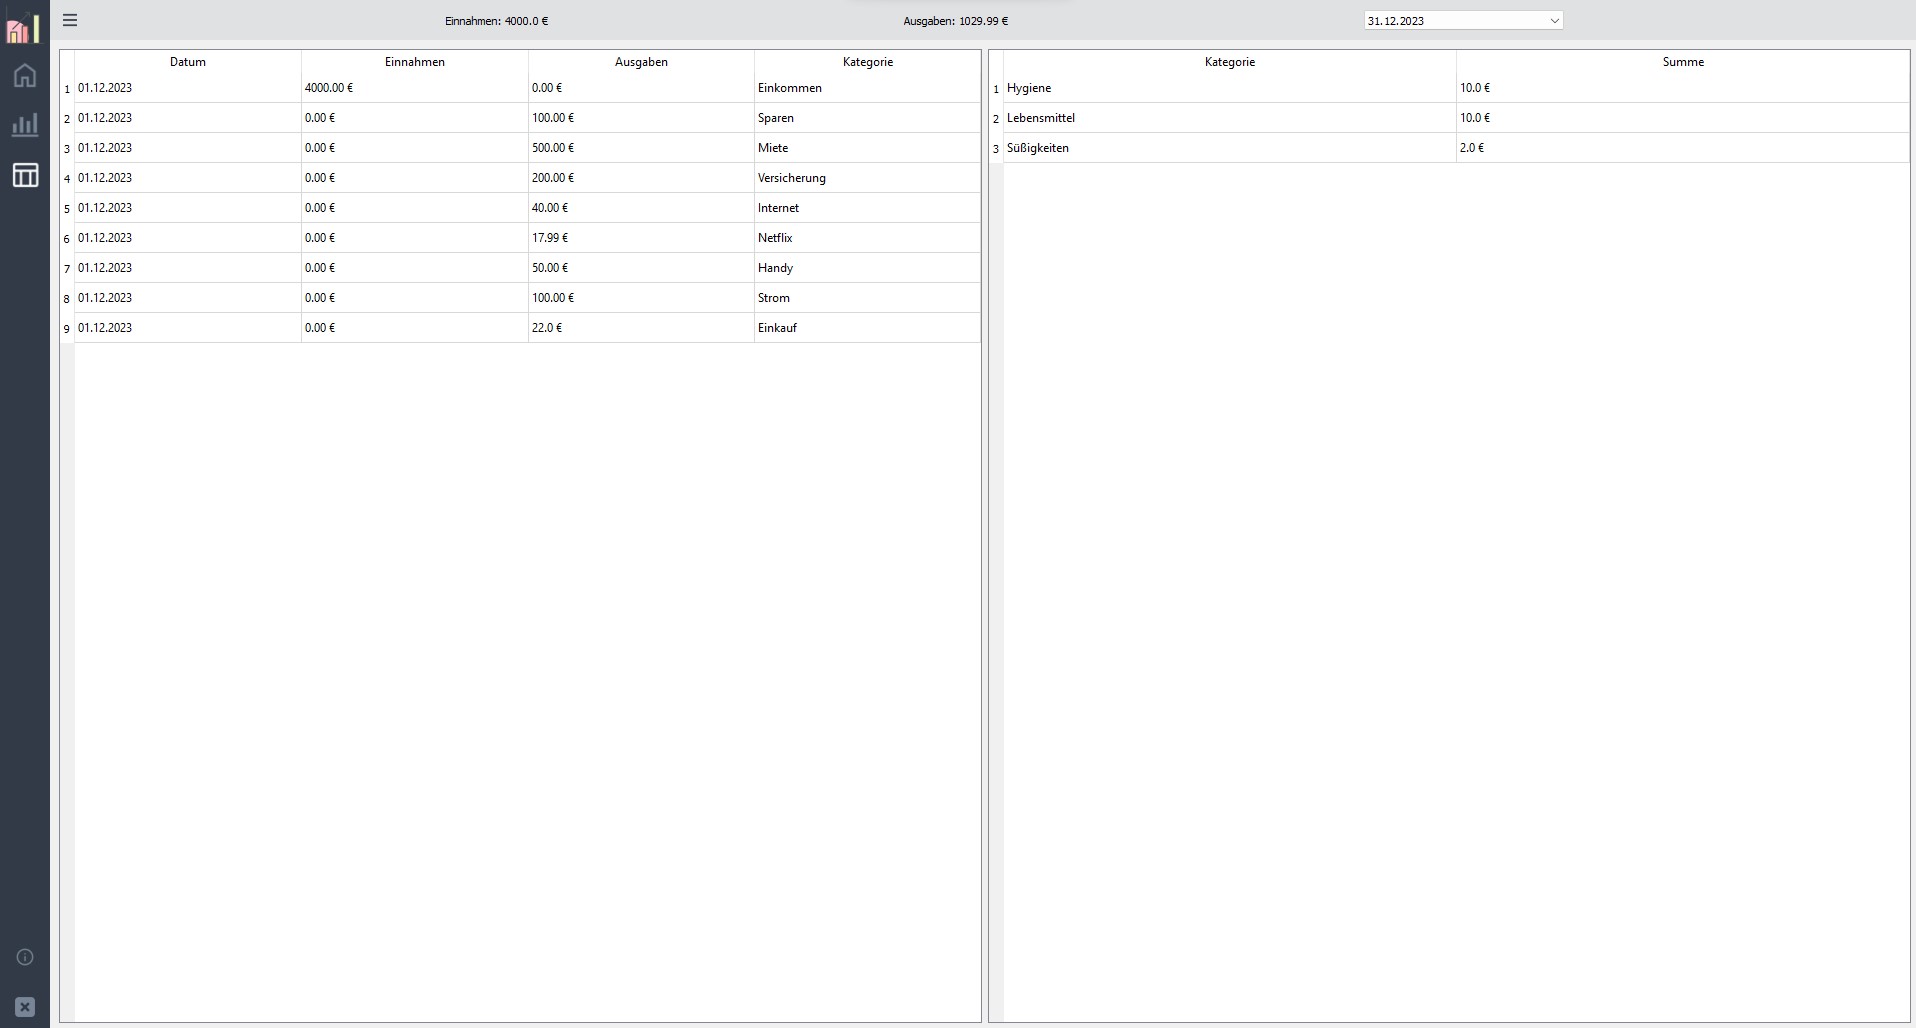 Einnahmen: 4000.0 € Ausgaben: 1029.99 € 31.12.2023
Datum Einnahmen Ausgaben Kategorie
1 01.12.2023 4000.00 € 0.00 € Einkommen
2 01.12.2023 0.00 € 100.00 € Sparen
3 01.12.2023 0.00 € 500.00 € Miete
4 01.12.2023 0.00 € 200.00 € Versicherung
5 01.12.2023 0.00 € 40.00 € Internet
6 01.12.2023 0.00 € 17.99 € Netflix
7 01.12.2023 0.00 € 50.00 € Handy
8 01.12.2023 0.00 € 100.00 € Strom
9 01.12.2023 0.00 € 22.0 € Einkauf
Kategorie Summe
1 Hygiene 10.0 €
2 Lebensmittel 10.0 €
3 Süßigkeiten 2.0 €